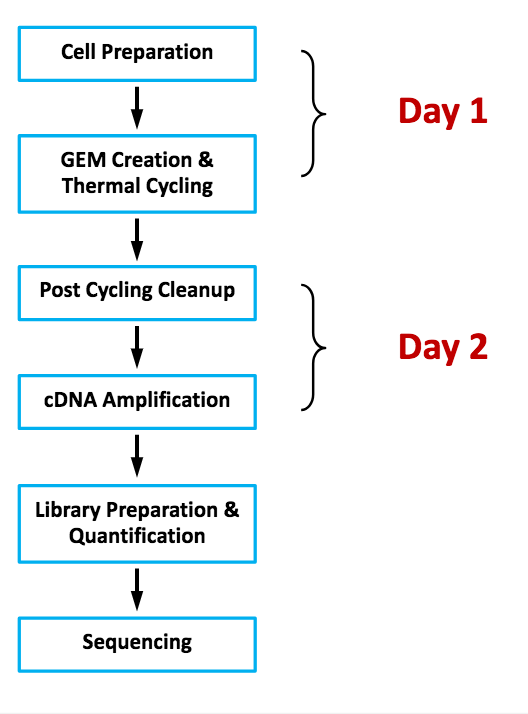 Cell Preparation
Day 1
GEM Creation &
Thermal Cycling
Post Cycling Cleanup
Day 2
cDNA Amplification
Library Preparation &
Quantification
Sequencing